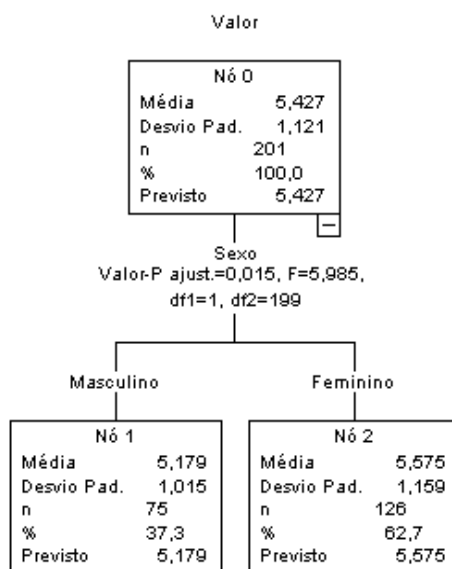 Valor
Nó 0
Média 5,427
Desvio Pad. 1,121
n 201
% 100,0
Previsto 5,427
Sexo
Valor-P ajust.=0,015, F=5,985,
df1=1, df2=199
Masculino
Feminino
Nó 1
Média 5,179
Desvio Pad. 1,015
n 75
% 37,3
Previsto 5,179
Nó 2
Média 5,575
Desvio Pad. 1,159
n 126
% 62,7
Previsto 5,575